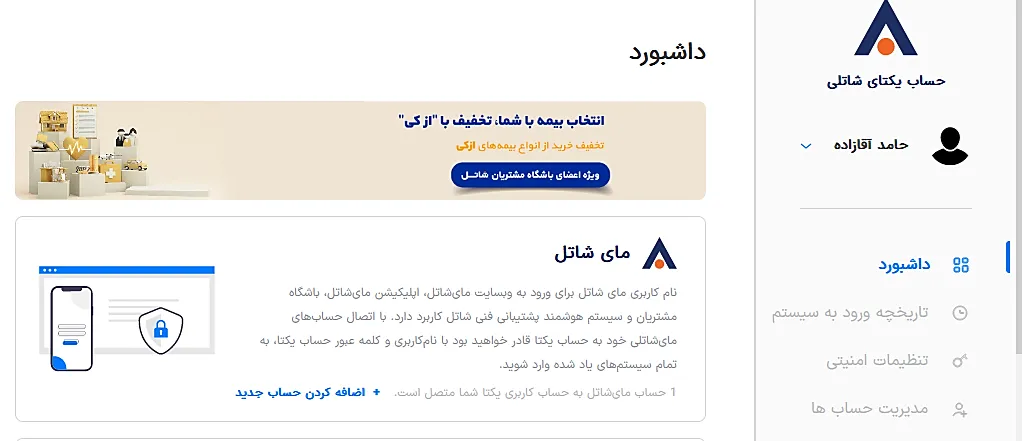 حساب یکتای شاتلی
حامد آقازاده
داشبورد
تاریخچه ورود به سیستم
تنظیمات امنیتی
مدیریت حساب ها
داشبورد
انتخاب بیمه با شما، تخفیف با "از کی"
تخفیف خرید از انواع بیمه‌های ازکی
ویژه اعضای باشگاه مشتریان شاتل
مای شاتل
نام کاربری مای شاتل برای ورود به وبسایت مای‌شاتل، اپلیکیشن مای‌شاتل، باشگاه
مشتریان و سیستم هوشمند پشتیبانی فنی شاتل کاربرد دارد. با اتصال حساب‌های
مای‌شاتلی خود به حساب یکتا قادر خواهید بود با نام‌کاربری و کلمه عبور حساب یکتا، به
تمام سیستم‌های یاد شده وارد شوید.
1 حساب مای‌شاتل به حساب کاربری یکتا شما متصل است. + اضافه کردن حساب جدید